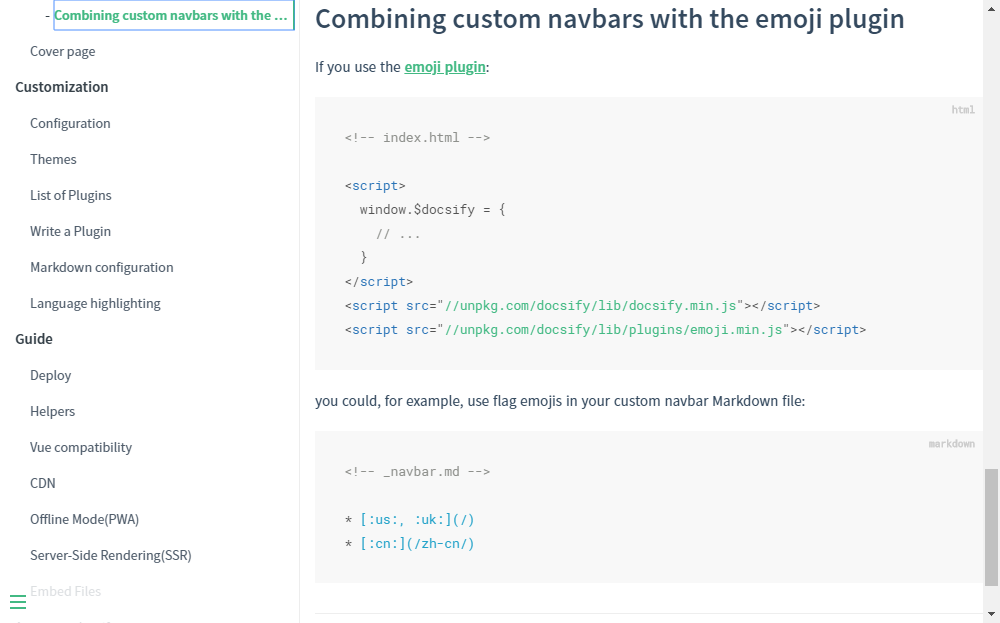 - Combining custom navbars with the ...
Cover page
Customization
Configuration
Themes
List of Plugins
Write a Plugin
Markdown configuration
Language highlighting
Guide
Deploy
Helpers
Vue compatibility
CDN
Offline Mode(PWA)
Server-Side Rendering(SSR)
Embed Files
Combining custom navbars with the emoji plugin
If you use the emoji plugin:
html
<!-- index.html -->
<script>
  window.$docsify = {
    // ...
  }
</script>
<script src="//unpkg.com/docsify/lib/docsify.min.js"></script>
<script src="//unpkg.com/docsify/lib/plugins/emoji.min.js"></script>
you could, for example, use flag emojis in your custom navbar Markdown file:
markdown
<!-- _navbar.md -->
* [:us:, :uk:](/)
* [:cn:](/zh-cn/)